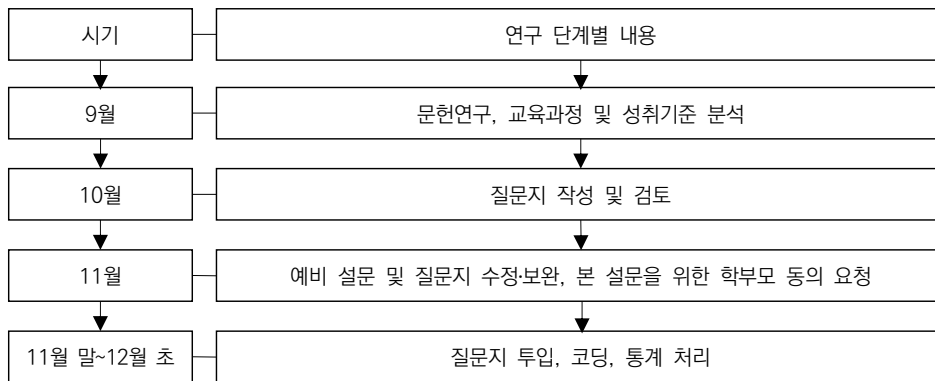 시기
연구 단계별 내용
9월
문헌연구, 교육과정 및 성취기준 분석
10월
질문지 작성 및 검토
11월
예비 설문 및 질문지 수정·보완, 본 설문을 위한 학부모 동의 요청
11월 말~12월 초
질문지 투입, 코딩, 통계 처리